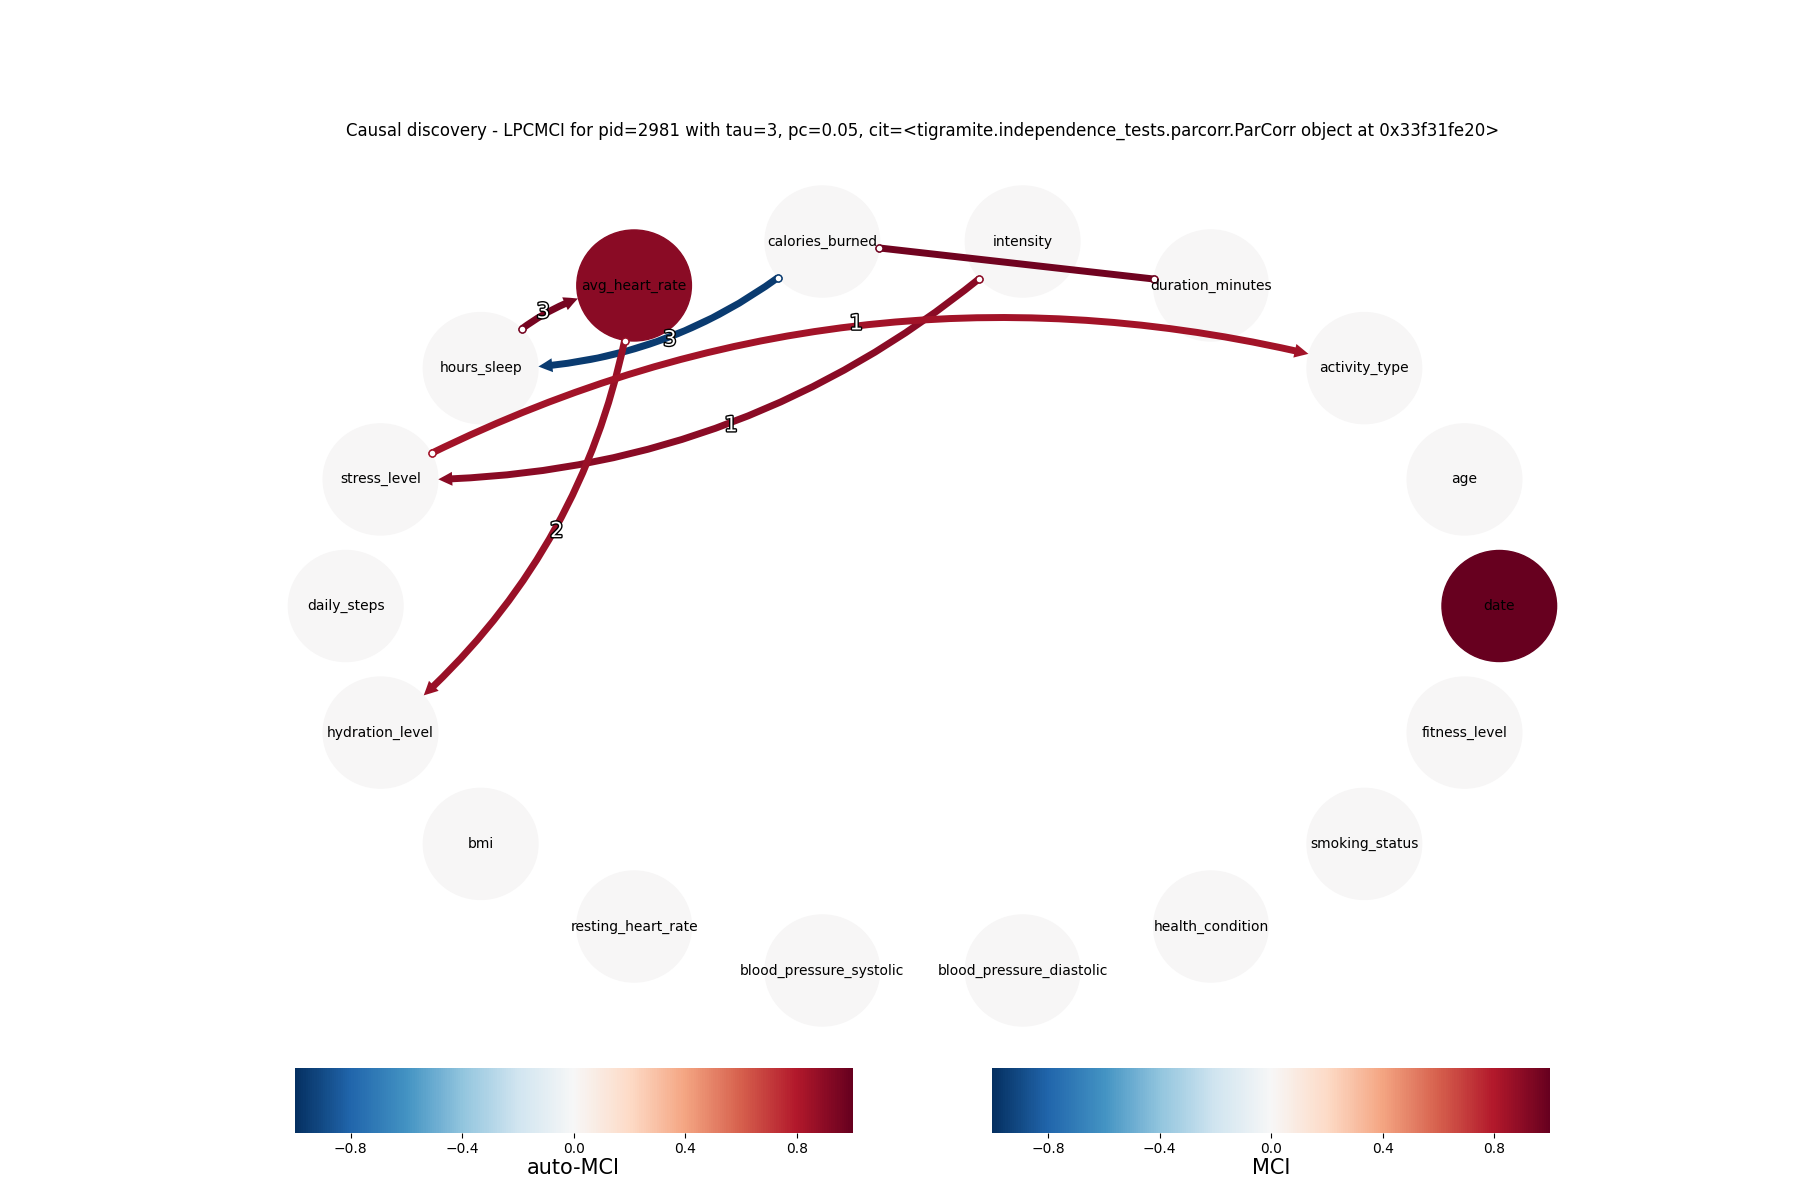 Causal discovery - LPCMCI for pid=2981 with tau=3, pc=0.05, cit=<tigramite.independence_tests.parcorr.ParCorr object at 0x33f31fe20>
calories_burned
intensity
avg_heart_rate
duration_minutes
3
1
3
hours_sleep
activity_type
1
stress_level
age
2
daily_steps
date
hydration_level
fitness_level
bmi
smoking_status
resting_heart_rate
health_condition
blood_pressure_systolic
blood_pressure_diastolic
−0.8 −0.4 0.0 0.4 0.8
auto-MCI
−0.8 −0.4 0.0 0.4 0.8
MCI